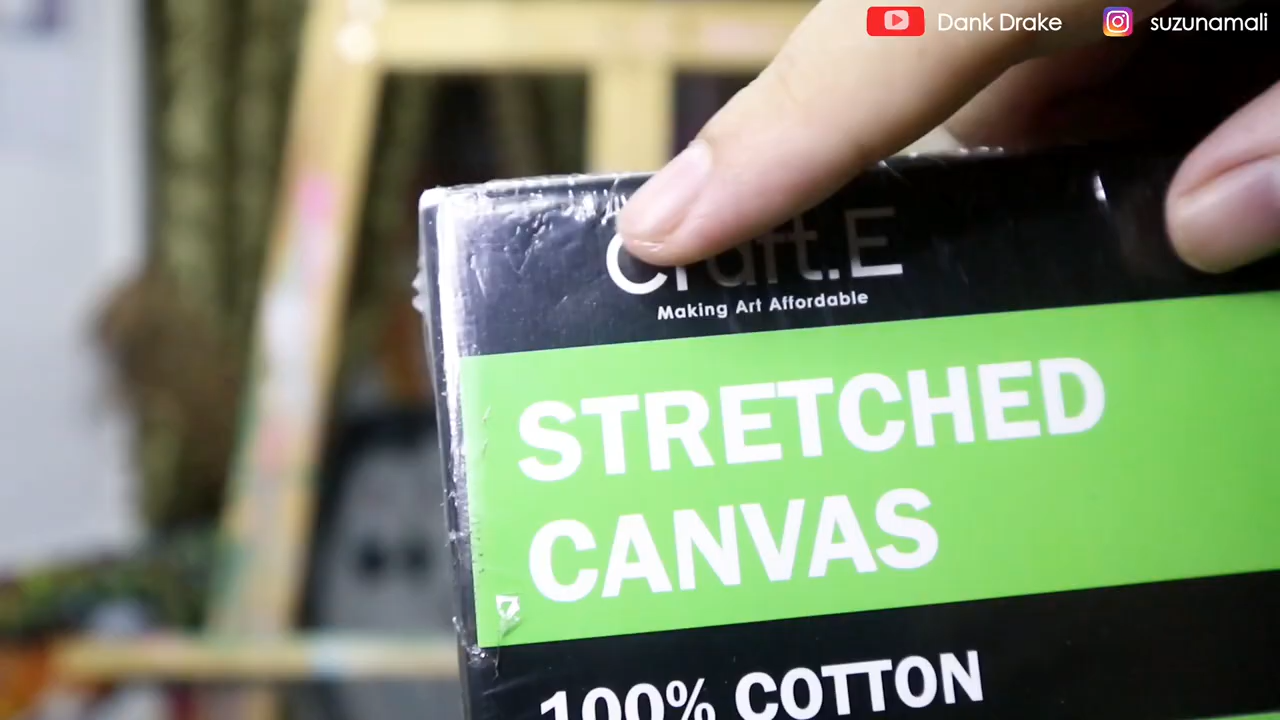 Dank Drake suzunamali
Craft.E
Making Art Affordable
STRETCHED
CANVAS
100% COTTON